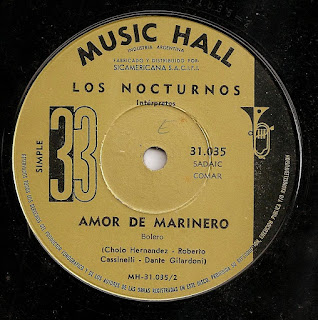 MUSIC HALL
INDUSTRIA ARGENTINA
FABRICADO Y DISTRIBUIDO POR:
SICAMERICANA S.A.C.I.F.I.
LOS NOCTURNOS
Intérpretes
E
SIMPLE
33
31.035
SADAIC
COMAR
AMOR DE MARINERO
Bolero
(Cholo Hernandez - Roberto
Cassinelli - Dante Gilardoni)
MH-31.035/2